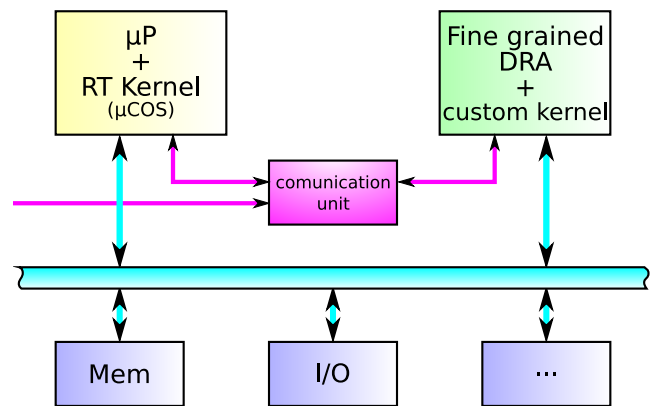 µP
+
RT Kernel
(µCOS)
Fine grained
DRA
+
custom kernel
comunication
unit
Mem
I/O
...